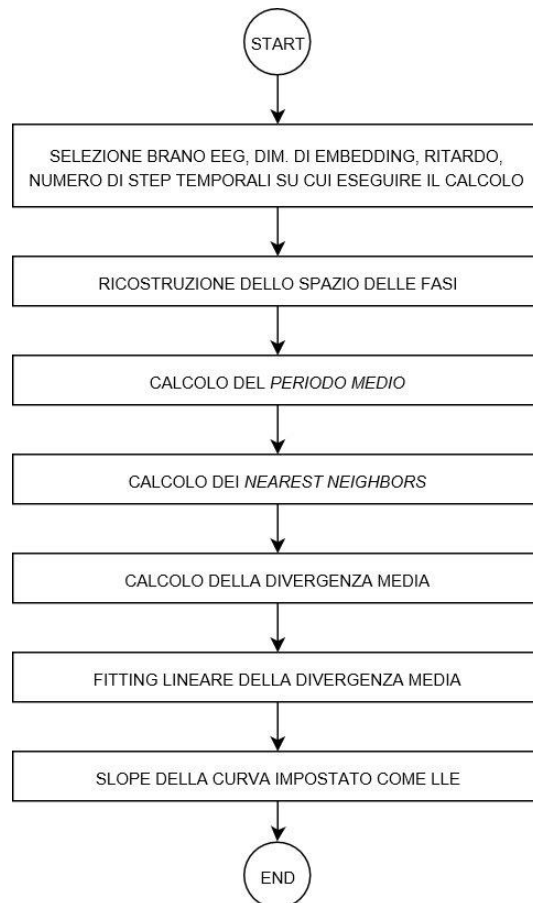 START
SELEZIONE BRANO EEG, DIM. DI EMBEDDING, RITARDO,
NUMERO DI STEP TEMPORALI SU CUI ESEGUIRE IL CALCOLO
RICOSTRUZIONE DELLO SPAZIO DELLE FASI
CALCOLO DEL PERIODO MEDIO
CALCOLO DEI NEAREST NEIGHBORS
CALCOLO DELLA DIVERGENZA MEDIA
FITTING LINEARE DELLA DIVERGENZA MEDIA
SLOPE DELLA CURVA IMPOSTATO COME LLE
END